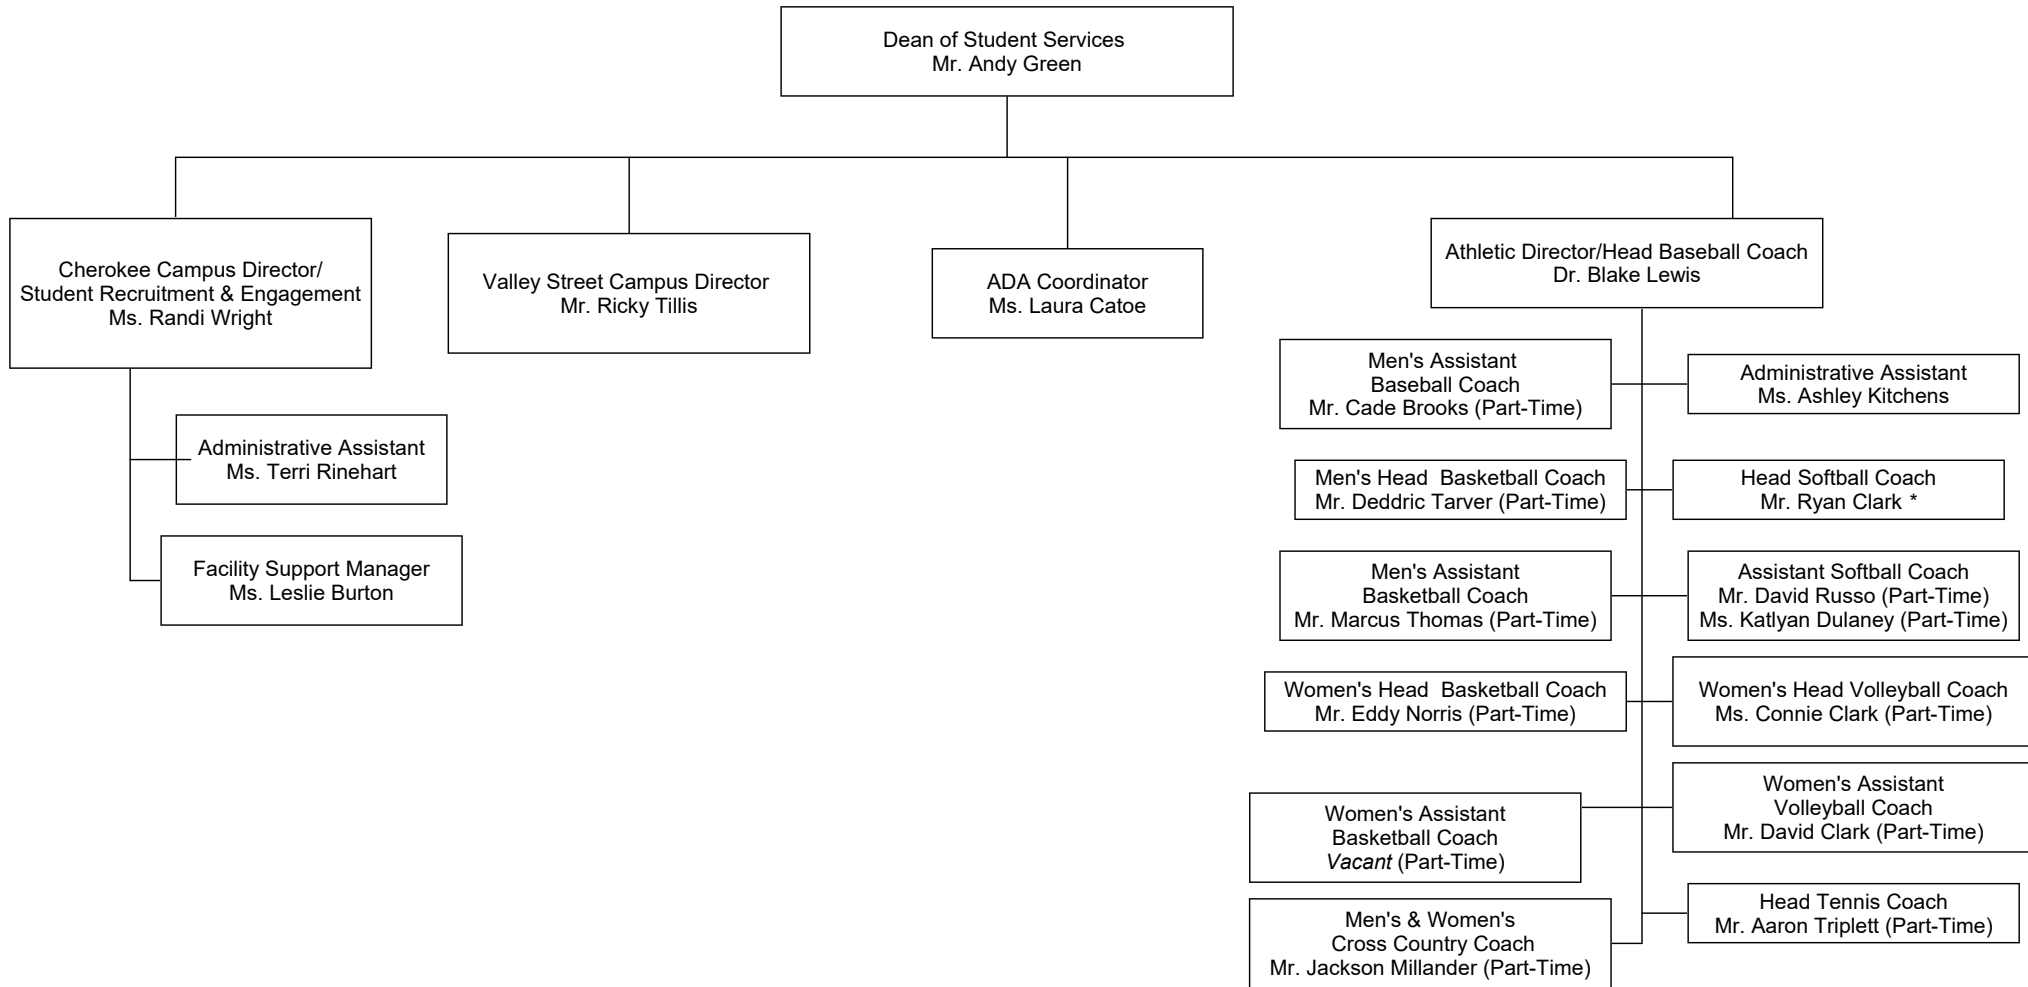 Dean of Student Services
Mr. Andy Green
Cherokee Campus Director/
Student Recruitment & Engagement
Ms. Randi Wright
Valley Street Campus Director
Mr. Ricky Tillis
ADA Coordinator
Ms. Laura Catoe
Athletic Director/Head Baseball Coach
Dr. Blake Lewis
Administrative Assistant
Ms. Terri Rinehart
Facility Support Manager
Ms. Leslie Burton
Men's Assistant
Baseball Coach
Mr. Cade Brooks (Part-Time)
Administrative Assistant
Ms. Ashley Kitchens
Men's Head  Basketball Coach
Mr. Deddric Tarver (Part-Time)
Head Softball Coach
Mr. Ryan Clark *
Men's Assistant
Basketball Coach
Mr. Marcus Thomas (Part-Time)
Assistant Softball Coach
Mr. David Russo (Part-Time)
Ms. Katlyan Dulaney (Part-Time)
Women's Head  Basketball Coach
Mr. Eddy Norris (Part-Time)
Women's Head Volleyball Coach
Ms. Connie Clark (Part-Time)
Women's Assistant
Basketball Coach
Vacant (Part-Time)
Women's Assistant
Volleyball Coach
Mr. David Clark (Part-Time)
Men's & Women's
Cross Country Coach
Mr. Jackson Millander (Part-Time)
Head Tennis Coach
Mr. Aaron Triplett (Part-Time)